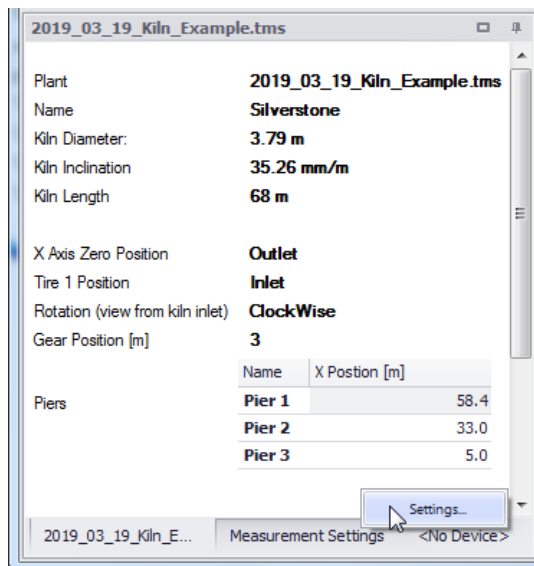 2019_03_19_Kiln_Example.tms
Plant 2019_03_19_Kiln_Example.tms
Name Silverstone
Kiln Diameter: 3.79 m
Kiln Inclination 35.26 mm/m
Kiln Length 68 m
X Axis Zero Position Outlet
Tire 1 Position Inlet
Rotation (view from kiln inlet) ClockWise
Gear Position [m] 3
Name X Postion [m]
Piers Pier 1 58.4
Pier 2 33.0
Pier 3 5.0
Settings...
2019_03_19_Kiln_E... Measurement Settings <No Device>